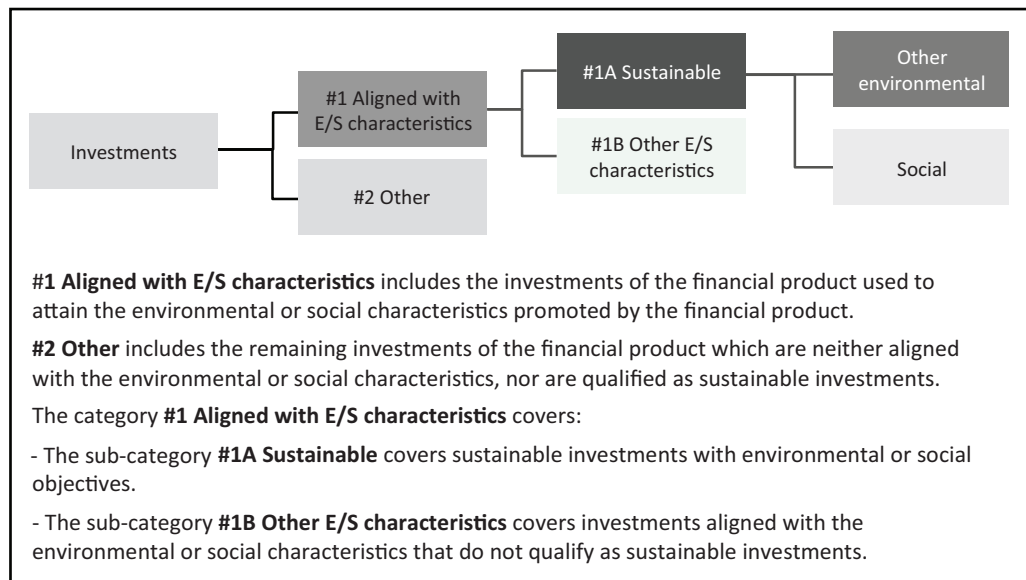 Investments
#1 Aligned with
E/S characteristics
#2 Other
#1A Sustainable
#1B Other E/S
characteristics
Other
environmental
Social
#1 Aligned with E/S characteristics includes the investments of the financial product used to
attain the environmental or social characteristics promoted by the financial product.
#2 Other includes the remaining investments of the financial product which are neither aligned
with the environmental or social characteristics, nor are qualified as sustainable investments.
The category #1 Aligned with E/S characteristics covers:
- The sub-category #1A Sustainable covers sustainable investments with environmental or social
objectives.
- The sub-category #1B Other E/S characteristics covers investments aligned with the
environmental or social characteristics that do not qualify as sustainable investments.